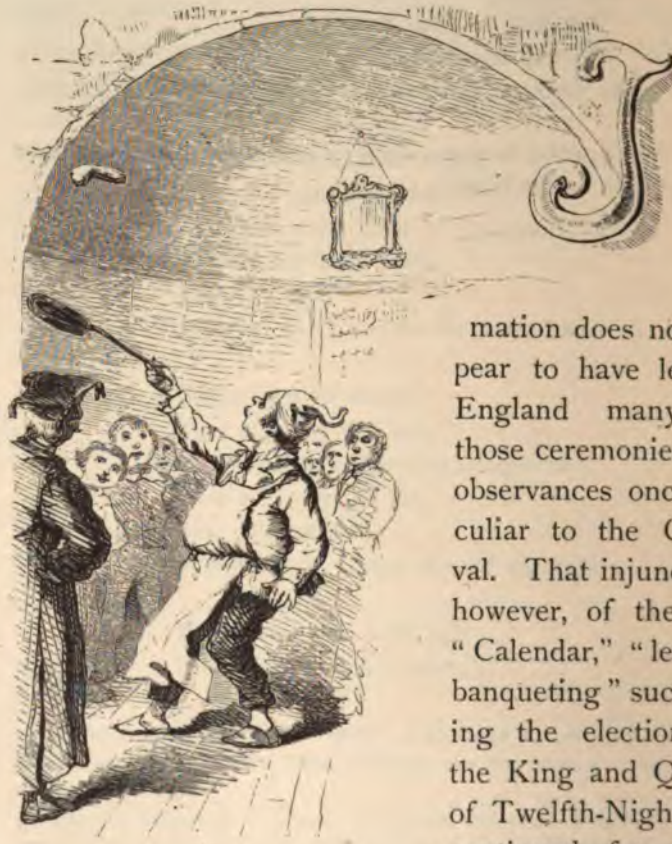 mation does no
pear to have le
England many
those ceremonie
observances onc
culiar to the C
val. That injunc
however, of the
“ Calendar,” “ le
banqueting ” suc
ing the election
the King and Q
of Twelfth-Nigh